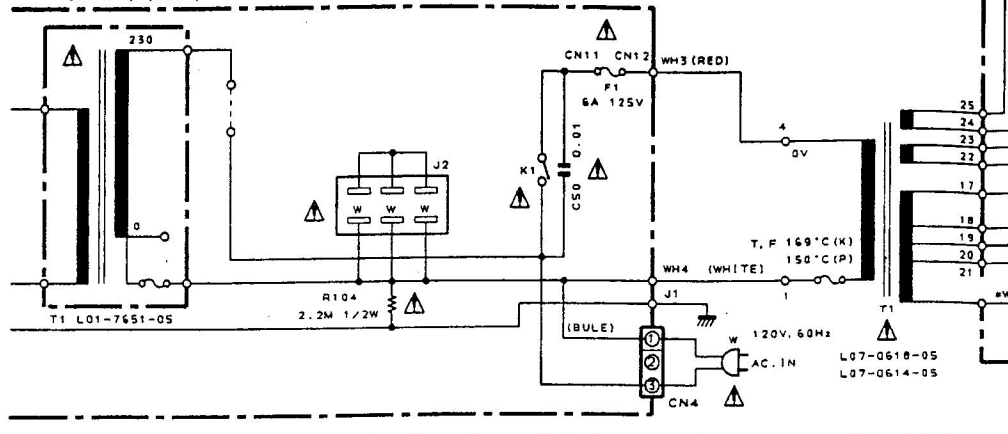 230
CN11 CN12
WH3 (RED)
F1
6A 125V
25
24
23
22
4
0V
0.01
K1
C50
J2
W W
17
18
19
20
21
0
T, F 169°C (K)
150°C (P)
WH4 (WHITE)
1
J1
R104
2.2M 1/2W
T1 L01-7651-05
T1
(BULE)
W
120V, 60Hz
AC. IN
1
2
3
CN4
L07-0618-05
L07-0614-05